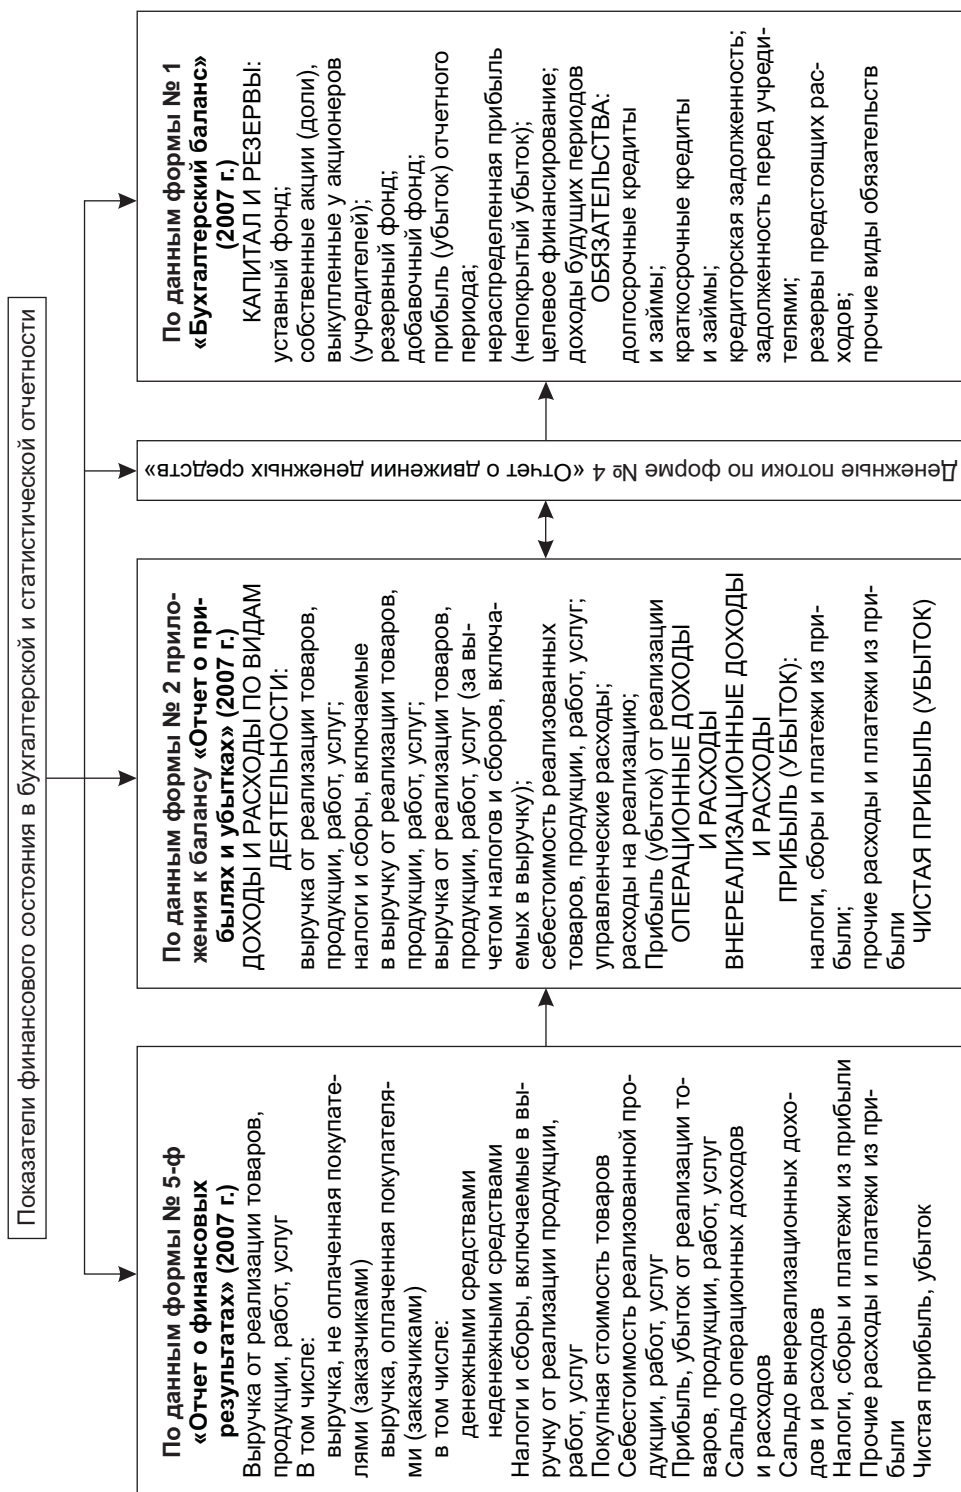 Показатели финансового состояния в бухгалтерской и статистической отчетности
По данным формы № 5-ф
«Отчет о финансовых
результатах» (2007 г.)
Выручка от реализации товаров,
продукции, работ, услуг
В том числе:
выручка, не оплаченная покупате-
лями (заказчиками)
выручка, оплаченная покупателя-
ми (заказчиками)
в том числе:
денежными средствами
неденежными средствами
Налоги и сборы, включаемые в вы-
ручку от реализации продукции,
работ, услуг
Покупная стоимость товаров
Себестоимость реализованной про-
дукции, работ, услуг
Прибыль, убыток от реализации то-
варов, продукции, работ, услуг
Сальдо операционных доходов
и расходов
Сальдо внереализационных дохо-
дов и расходов
Налоги, сборы и платежи из прибыли
Прочие расходы и платежи из при-
были
Чистая прибыль, убыток
По данным формы № 2 прило-
жения к балансу «Отчет о при-
былях и убытках» (2007 г.)
ДОХОДЫ И РАСХОДЫ ПО ВИДАМ
ДЕЯТЕЛЬНОСТИ:
выручка от реализации товаров,
продукции, работ, услуг;
налоги и сборы, включаемые
в выручку от реализации товаров,
продукции, работ, услуг;
выручка от реализации товаров,
продукции, работ, услуг (за вы-
четом налогов и сборов, включа-
емых в выручку);
себестоимость реализованных
товаров, продукции, работ, услуг;
управленческие расходы;
расходы на реализацию;
Прибыль (убыток) от реализации
ОПЕРАЦИОННЫЕ ДОХОДЫ
И РАСХОДЫ
ВНЕРЕАЛИЗАЦИОННЫЕ ДОХОДЫ
И РАСХОДЫ
ПРИБЫЛЬ (УБЫТОК):
налоги, сборы и платежи из при-
были;
прочие расходы и платежи из при-
были
ЧИСТАЯ ПРИБЫЛЬ (УБЫТОК)
Денежные потоки по форме № 4 «Отчет о движении денежных средств»
По данным формы № 1
«Бухгалтерский баланс»
(2007 г.)
КАПИТАЛ И РЕЗЕРВЫ:
уставный фонд;
собственные акции (доли),
выкупленные у акционеров
(учредителей);
резервный фонд;
добавочный фонд;
прибыль (убыток) отчетного
периода;
нераспределенная прибыль
(непокрытый убыток);
целевое финансирование;
доходы будущих периодов
ОБЯЗАТЕЛЬСТВА:
долгосрочные кредиты
и займы;
краткосрочные кредиты
и займы;
кредиторская задолженность;
задолженность перед учреди-
телями;
резервы предстоящих рас-
ходов;
прочие виды обязательств